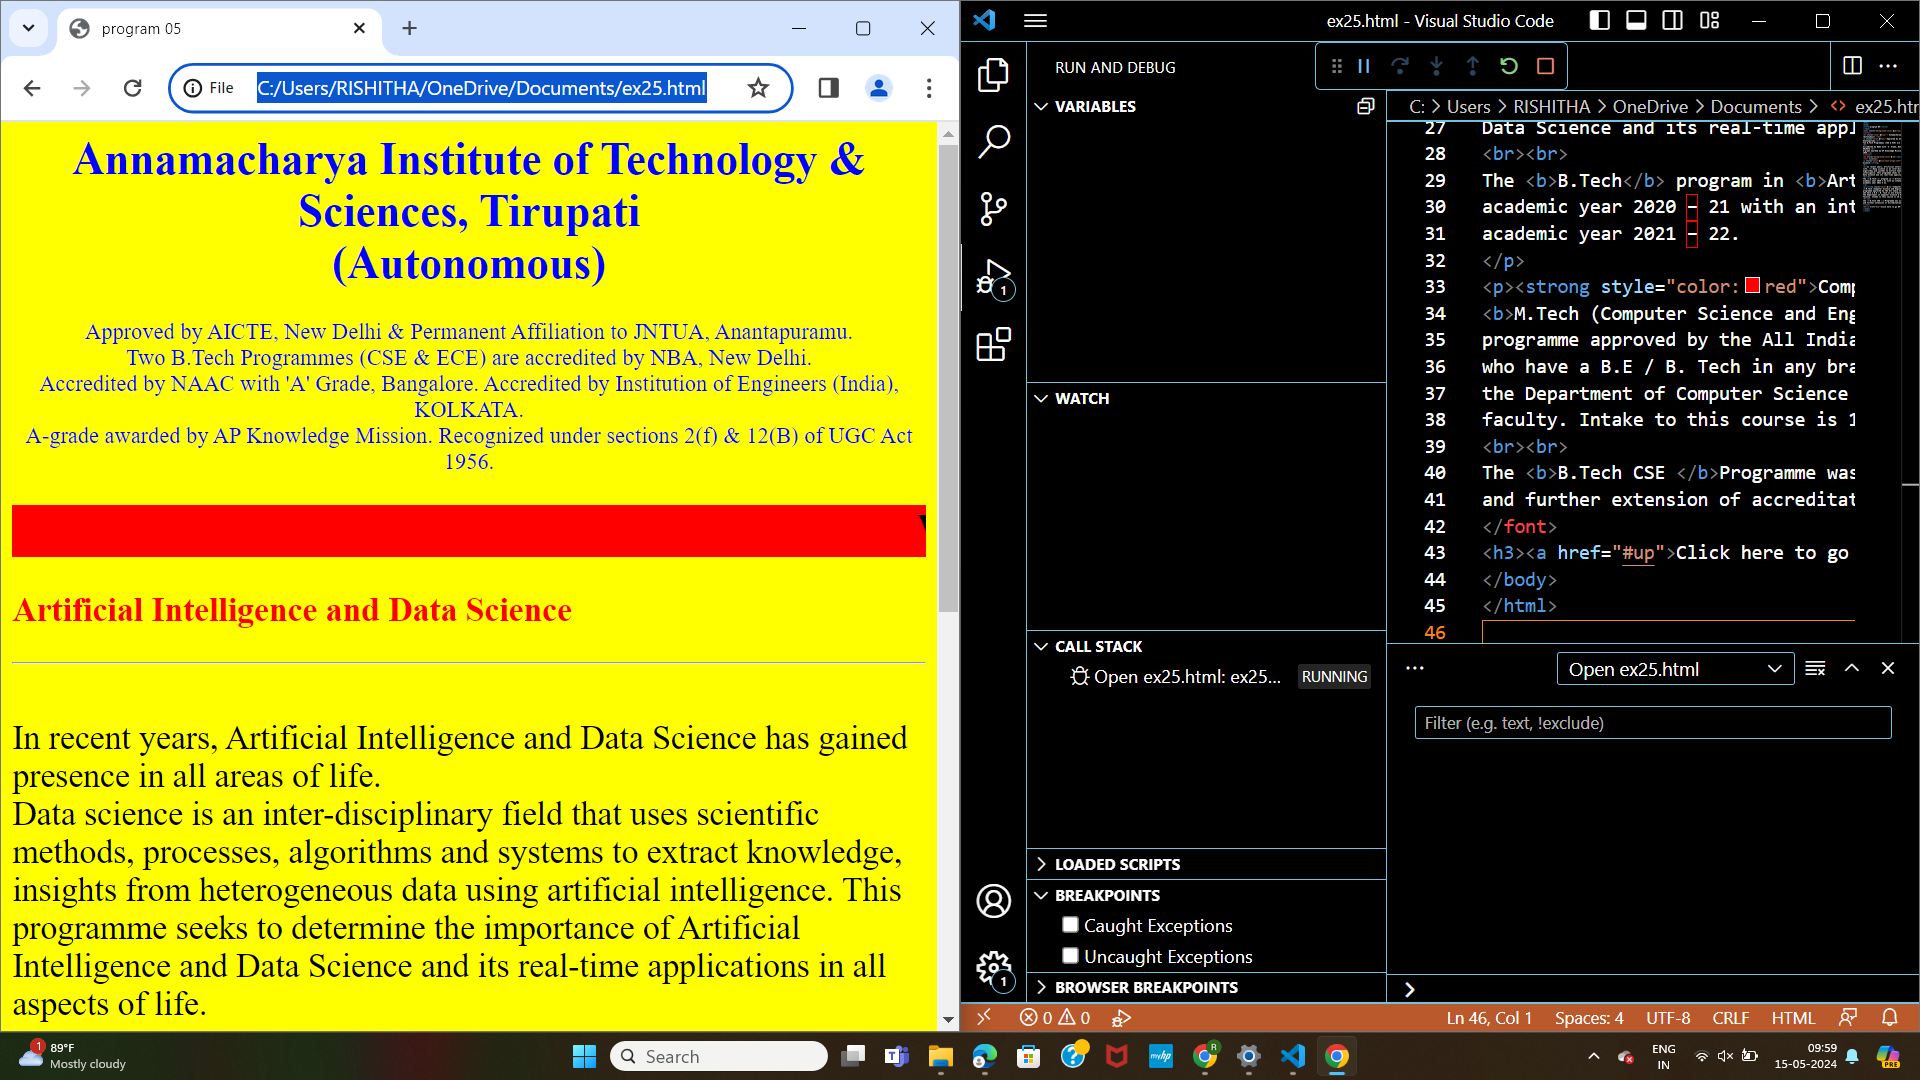 program 05
File
C:/Users/RISHITHA/OneDrive/Documents/ex25.html
Annamacharya Institute of Technology &
Sciences, Tirupati
(Autonomous)
Approved by AICTE, New Delhi & Permanent Affiliation to JNTUA, Anantapuramu.
Two B.Tech Programmes (CSE & ECE) are accredited by NBA, New Delhi.
Accredited by NAAC with 'A' Grade, Bangalore. Accredited by Institution of Engineers (India),
KOLKATA.
A-grade awarded by AP Knowledge Mission. Recognized under sections 2(f) & 12(B) of UGC Act
1956.
Artificial Intelligence and Data Science
In recent years, Artificial Intelligence and Data Science has gained
presence in all areas of life.
Data science is an inter-disciplinary field that uses scientific
methods, processes, algorithms and systems to extract knowledge,
insights from heterogeneous data using artificial intelligence. This
programme seeks to determine the importance of Artificial
Intelligence and Data Science and its real-time applications in all
aspects of life.
ex25.html - Visual Studio Code
RUN AND DEBUG
VARIABLES
WATCH
CALL STACK
Open ex25.html: ex25...
RUNNING
LOADED SCRIPTS
BREAKPOINTS
Caught Exceptions
Uncaught Exceptions
BROWSER BREAKPOINTS
1
1
C: > Users > RISHITHA > OneDrive > Documents > <> ex25.htm
27 Data Science and its real-time appl
28 <br><br>
29 The <b>B.Tech</b> program in <b>Art
30 academic year 2020 – 21 with an int
31 academic year 2021 – 22.
32 </p>
33 <p><strong style="color: red">Comp
34 <b>M.Tech (Computer Science and Eng
35 programme approved by the All India
36 who have a B.E / B. Tech in any bra
37 the Department of Computer Science
38 faculty. Intake to this course is 1
39 <br><br>
40 The <b>B.Tech CSE </b>Programme was
41 and further extension of accreditat
42 </font>
43 <h3><a href="#up">Click here to go
44 </body>
45 </html>
46
Open ex25.html
Filter (e.g. text, !exclude)
0 0
Ln 46, Col 1 Spaces: 4 UTF-8 CRLF HTML
1
89°F
Mostly cloudy
Search
ENG
IN
09:59
15-05-2024